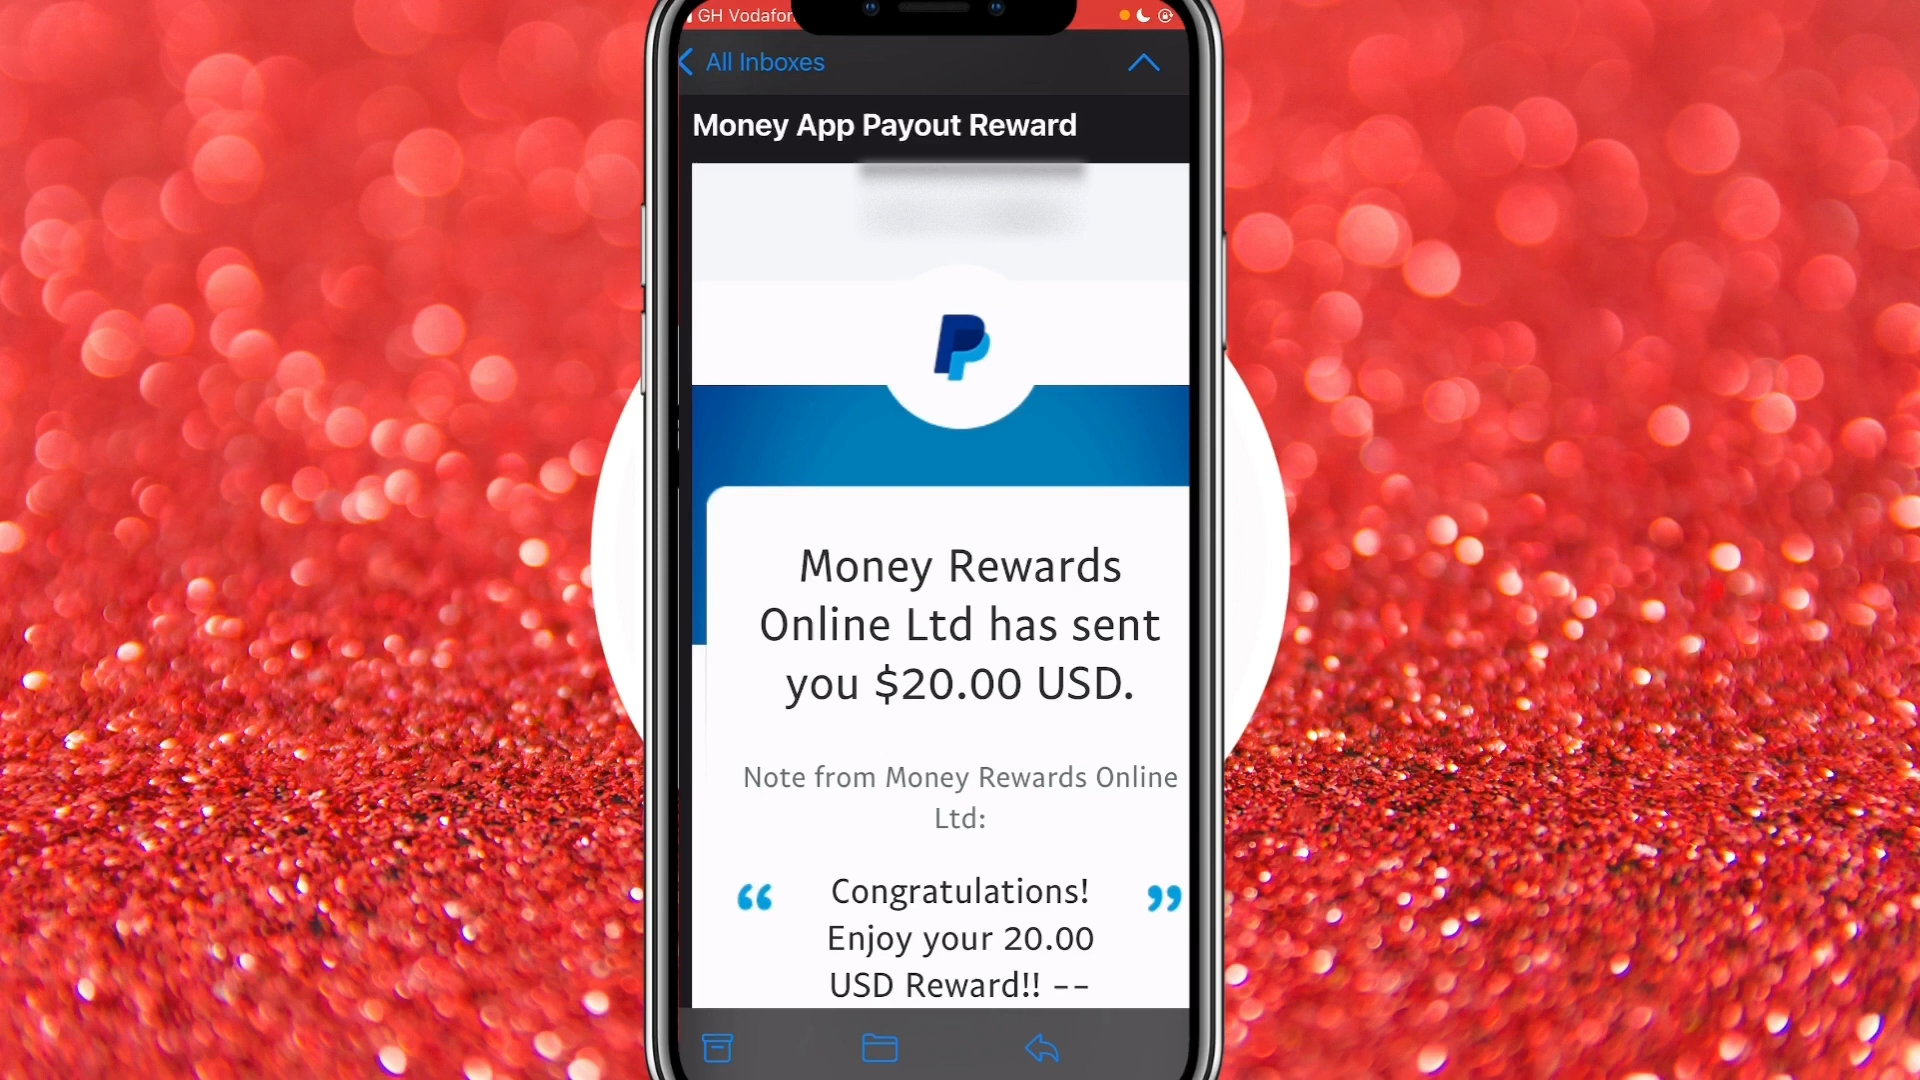 GH Vodafor
All Inboxes
Money App Payout Reward
Money Rewards
Online Ltd has sent
you $20.00 USD.
Note from Money Rewards Online
Ltd:
“ Congratulations! ”
Enjoy your 20.00
USD Reward!! --